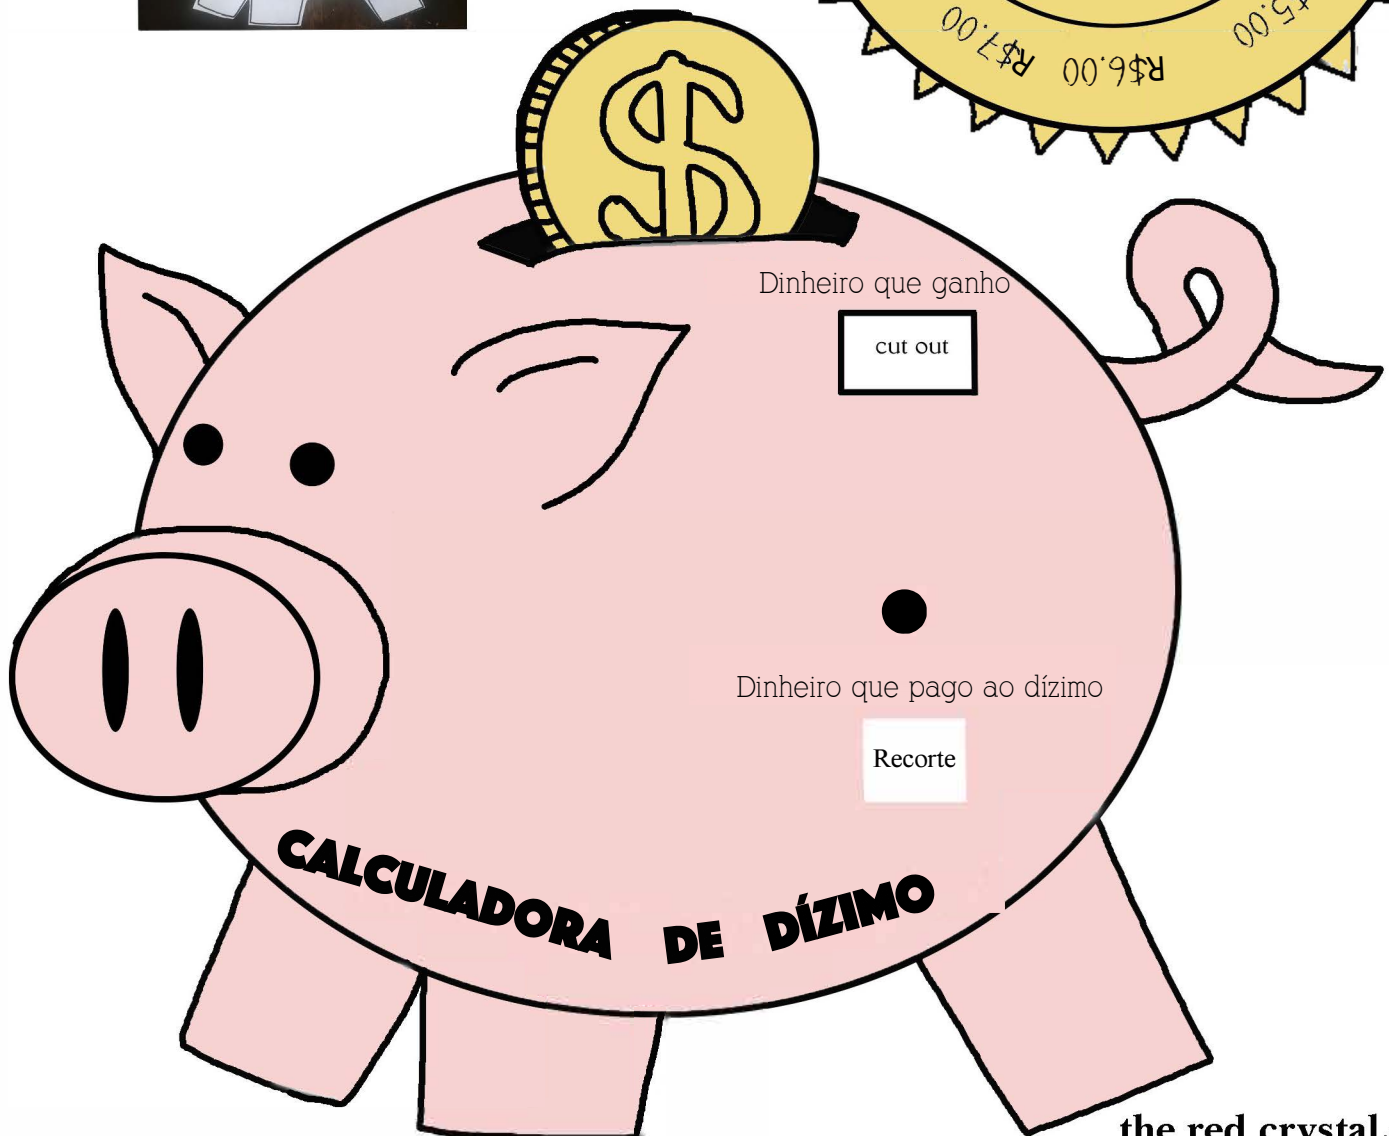 R$7.00
R$6.00
5.00
$
Dinheiro que ganho
cut out
Dinheiro que pago ao dízimo
Recorte
CALCULADORA DE DÍZIMO
the red crystal.